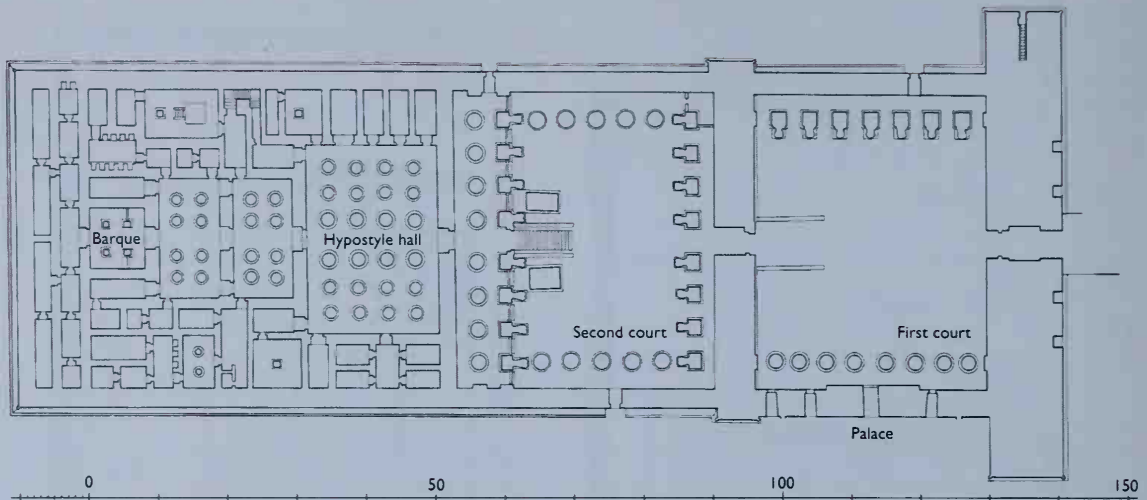 Barque
Hypostyle hall
Second court
First court
Palace
0 50 100 150